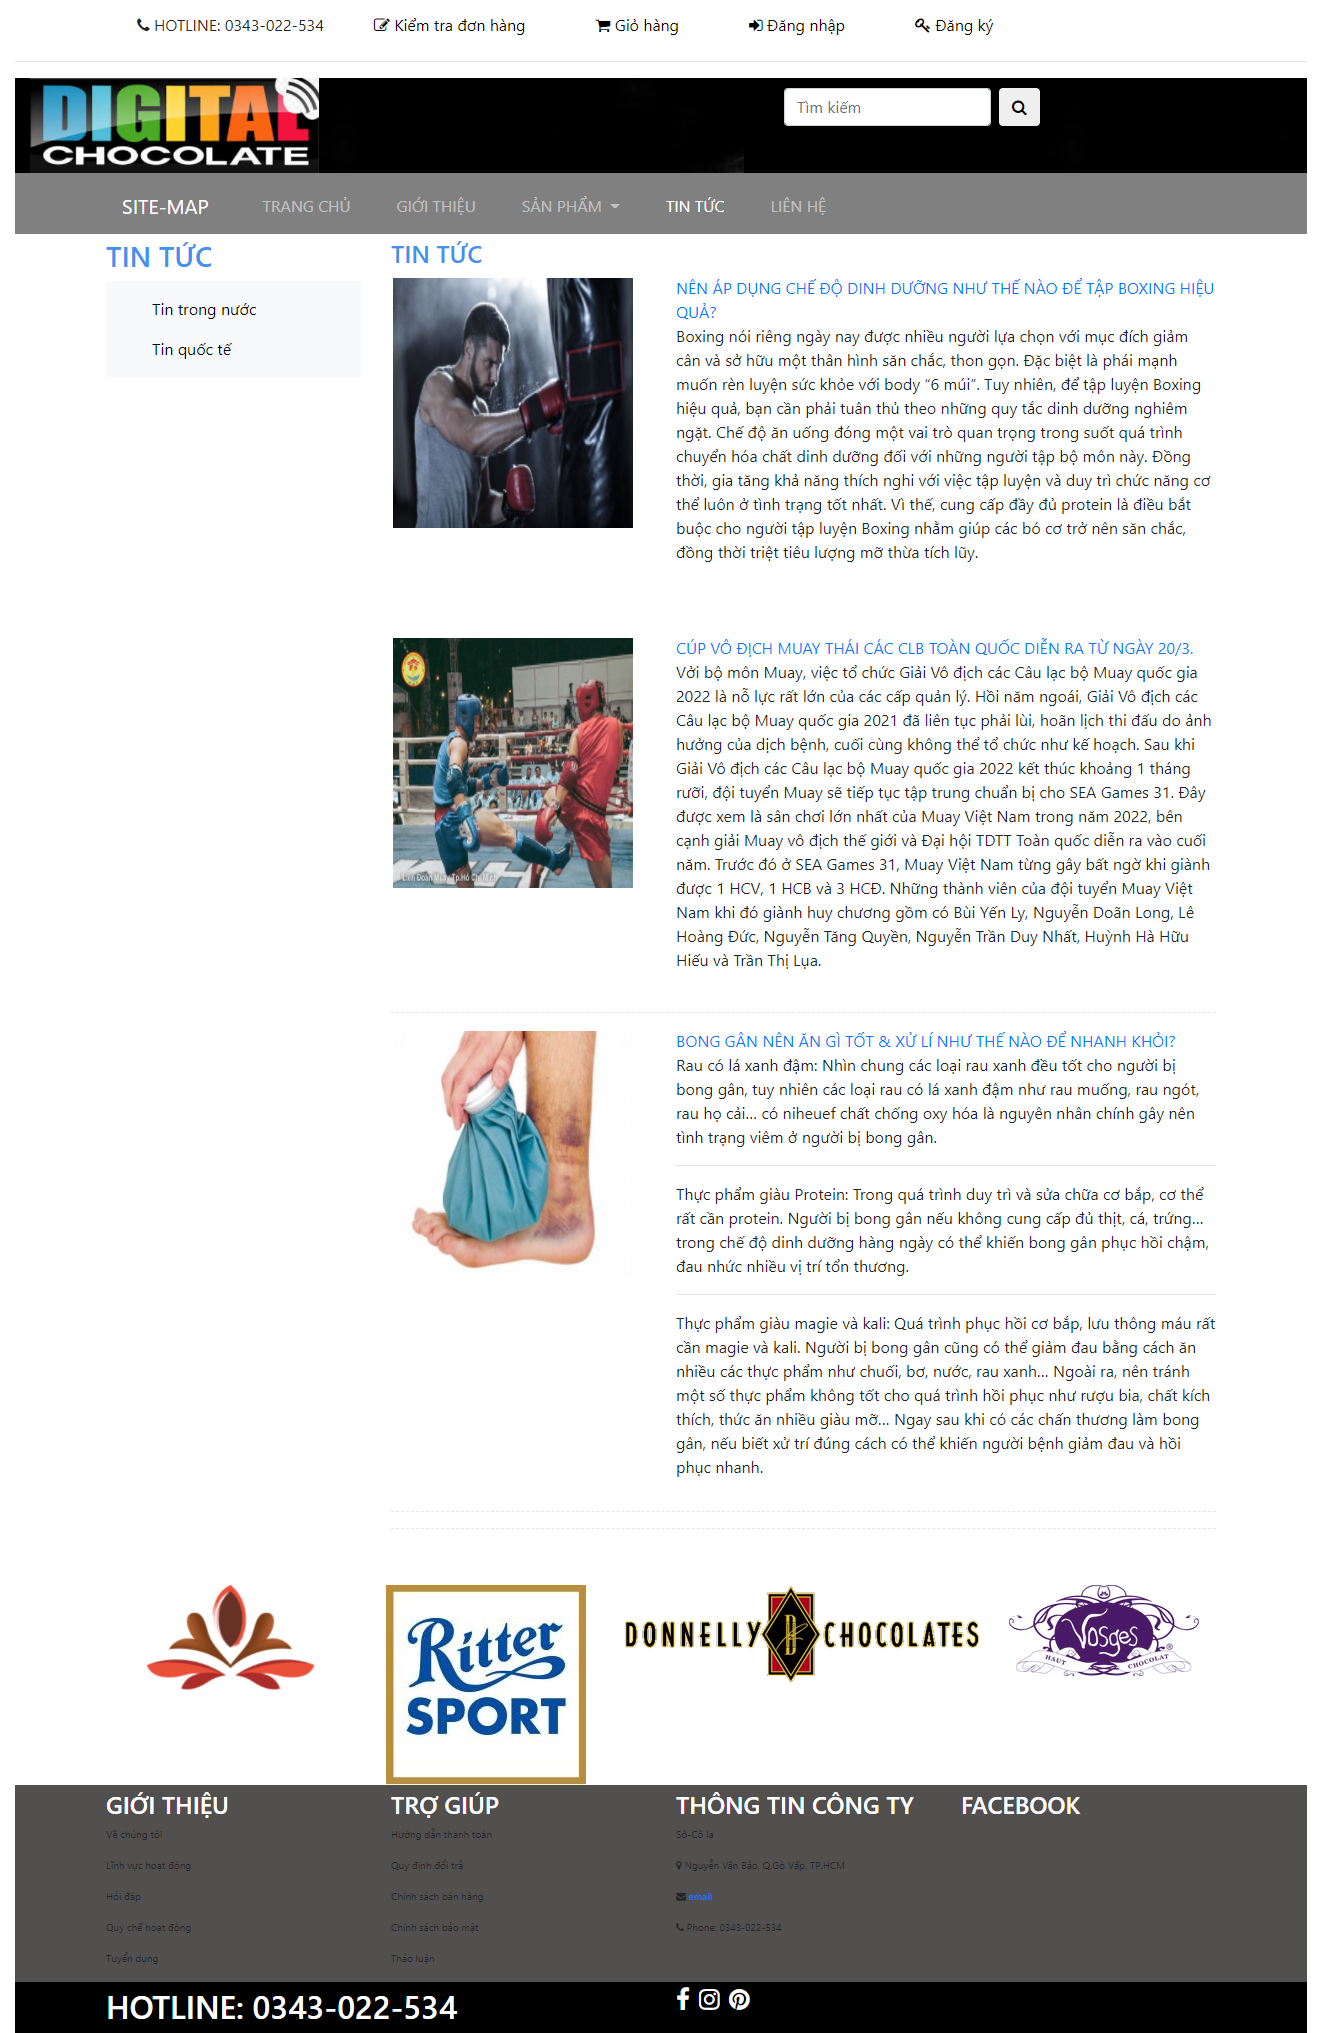 HOTLINE: 0343-022-534 Kiểm tra đơn hàng Giỏ hàng Đăng nhập Đăng ký
DIGITAL
CHOCOLATE
Tìm kiếm
SITE-MAP TRANG CHỦ GIỚI THIỆU SẢN PHẨM TIN TỨC LIÊN HỆ
TIN TỨC
Tin trong nước
Tin quốc tế
TIN TỨC
NÊN ÁP DỤNG CHẾ ĐỘ DINH DƯỠNG NHƯ THẾ NÀO ĐỂ TẬP BOXING HIỆU
QUẢ?
Boxing nói riêng ngày nay được nhiều người lựa chọn với mục đích giảm
cân và sở hữu một thân hình săn chắc, thon gọn. Đặc biệt là phái mạnh
muốn rèn luyện sức khỏe với body “6 múi”. Tuy nhiên, để tập luyện Boxing
hiệu quả, bạn cần phải tuân thủ theo những quy tắc dinh dưỡng nghiêm
ngặt. Chế độ ăn uống đóng một vai trò quan trọng trong suốt quá trình
chuyển hóa chất dinh dưỡng đối với những người tập bộ môn này. Đồng
thời, gia tăng khả năng thích nghi với việc tập luyện và duy trì chức năng cơ
thể luôn ở tình trạng tốt nhất. Vì thế, cung cấp đầy đủ protein là điều bắt
buộc cho người tập luyện Boxing nhằm giúp các bó cơ trở nên săn chắc,
đồng thời triệt tiêu lượng mỡ thừa tích lũy.
CÚP VÔ ĐỊCH MUAY THÁI CÁC CLB TOÀN QUỐC DIỄN RA TỪ NGÀY 20/3.
Với bộ môn Muay, việc tổ chức Giải Vô địch các Câu lạc bộ Muay quốc gia
2022 là nỗ lực rất lớn của các cấp quản lý. Hồi năm ngoái, Giải Vô địch các
Câu lạc bộ Muay quốc gia 2021 đã liên tục phải lùi, hoãn lịch thi đấu do ảnh
hưởng của dịch bệnh, cuối cùng không thể tổ chức như kế hoạch. Sau khi
Giải Vô địch các Câu lạc bộ Muay quốc gia 2022 kết thúc khoảng 1 tháng
rưỡi, đội tuyển Muay sẽ tiếp tục tập trung chuẩn bị cho SEA Games 31. Đây
được xem là sân chơi lớn nhất của Muay Việt Nam trong năm 2022, bên
cạnh giải Muay vô địch thế giới và Đại hội TDTT Toàn quốc diễn ra vào cuối
năm. Trước đó ở SEA Games 31, Muay Việt Nam từng gây bất ngờ khi giành
được 1 HCV, 1 HCB và 3 HCĐ. Những thành viên của đội tuyển Muay Việt
Nam khi đó giành huy chương gồm có Bùi Yến Ly, Nguyễn Doãn Long, Lê
Hoàng Đức, Nguyễn Tăng Quyền, Nguyễn Trần Duy Nhất, Huỳnh Hà Hữu
Hiếu và Trần Thị Lụa.
Liên Đoàn Muay Tp.Hồ Chí Minh
BONG GÂN NÊN ĂN GÌ TỐT & XỬ LÍ NHƯ THẾ NÀO ĐỂ NHANH KHỎI?
Rau có lá xanh đậm: Nhìn chung các loại rau xanh đều tốt cho người bị
bong gân, tuy nhiên các loại rau có lá xanh đậm như rau muống, rau ngót,
rau họ cải… có niheuef chất chống oxy hóa là nguyên nhân chính gây nên
tình trạng viêm ở người bị bong gân.
Thực phẩm giàu Protein: Trong quá trình duy trì và sửa chữa cơ bắp, cơ thể
rất cần protein. Người bị bong gân nếu không cung cấp đủ thịt, cá, trứng…
trong chế độ dinh dưỡng hàng ngày có thể khiến bong gân phục hồi chậm,
đau nhức nhiều vị trí tổn thương.
Thực phẩm giàu magie và kali: Quá trình phục hồi cơ bắp, lưu thông máu rất
cần magie và kali. Người bị bong gân cũng có thể giảm đau bằng cách ăn
nhiều các thực phẩm như chuối, bơ, nước, rau xanh… Ngoài ra, nên tránh
một số thực phẩm không tốt cho quá trình hồi phục như rượu bia, chất kích
thích, thức ăn nhiều giàu mỡ… Ngay sau khi có các chấn thương làm bong
gân, nếu biết xử trí đúng cách có thể khiến người bệnh giảm đau và hồi
phục nhanh.
Ritter
SPORT
DONNELLY CHOCOLATES
Vosges
HAUT CHOCOLAT
GIỚI THIỆU
Về chúng tôi
Lĩnh vực hoạt động
Hỏi đáp
Quy chế hoạt động
Tuyển dụng
TRỢ GIÚP
Hướng dẫn thanh toán
Quy định đổi trả
Chính sách bán hàng
Chính sách bảo mật
Thảo luận
THÔNG TIN CÔNG TY
Sô-Cô la
Nguyễn Văn Bảo, Q.Gò Vấp, TP.HCM
email
Phone: 0343-022-534
FACEBOOK
HOTLINE: 0343-022-534